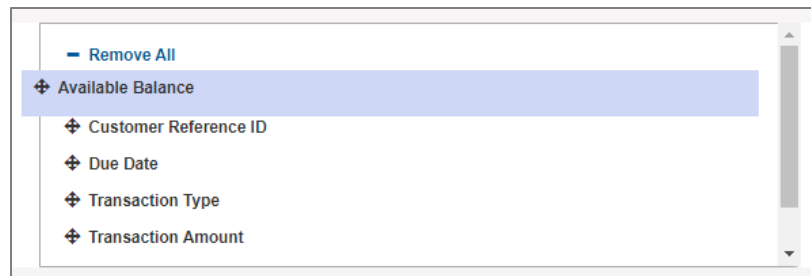 Remove All
Available Balance
Customer Reference ID
Due Date
Transaction Type
Transaction Amount